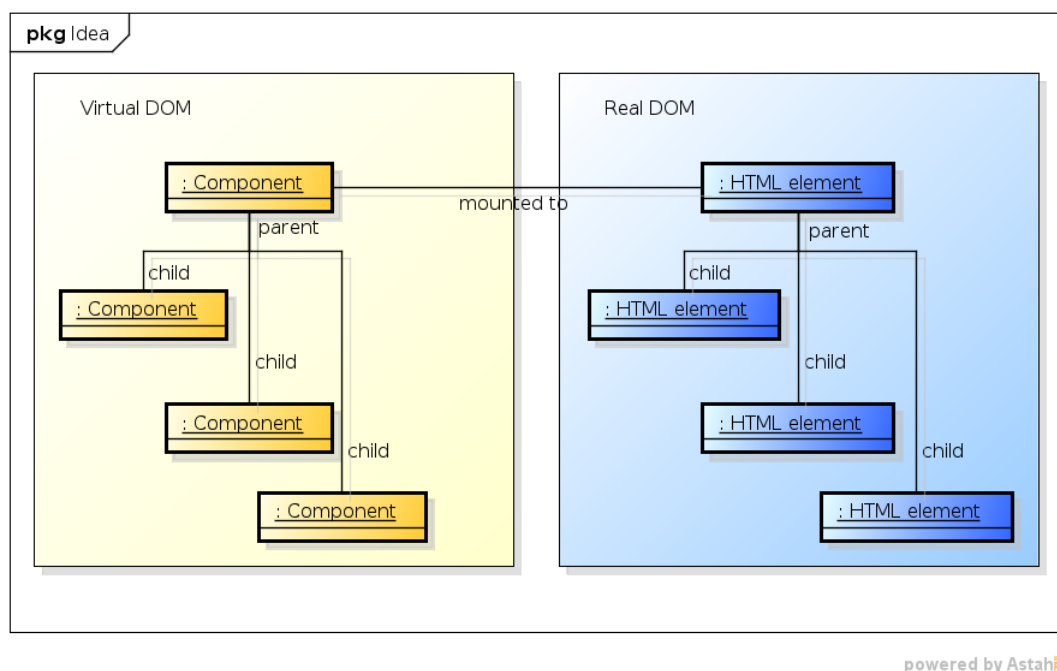 pkg Idea
Virtual DOM
Real DOM
: Component
: HTML element
mounted to
parent
parent
child
child
: Component
: HTML element
child
child
: Component
: HTML element
child
child
: Component
: HTML element
powered by Astah